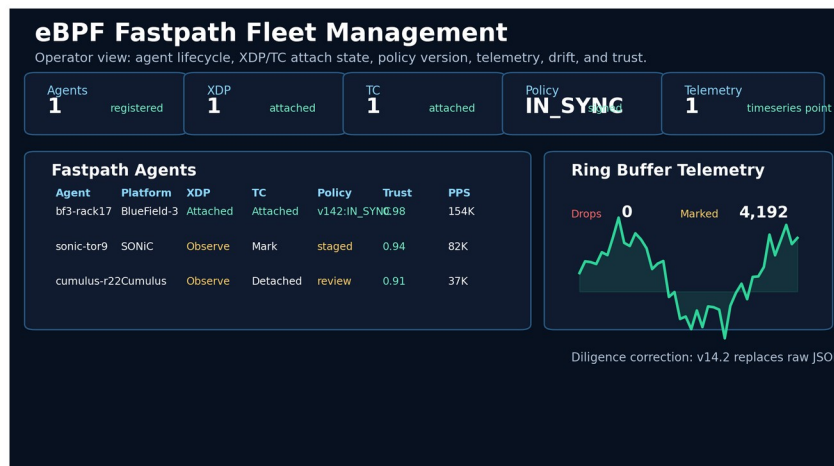 eBPF Fastpath Fleet Management
Operator view: agent lifecycle, XDP/TC attach state, policy version, telemetry, drift, and trust.
Agents
1 registered
XDP
1 attached
TC
1 attached
Policy
IN_SYNC signed
Telemetry
1 timeseries point
Fastpath Agents
Agent Platform XDP TC Policy Trust PPS
bf3-rack17 BlueField-3 Attached Attached v142:IN_SYNC 0.98 154K
sonic-tor9 SONiC Observe Mark staged 0.94 82K
cumulus-r22 Cumulus Observe Detached review 0.91 37K
Ring Buffer Telemetry
Drops 0 Marked 4,192
Diligence correction: v14.2 replaces raw JSO